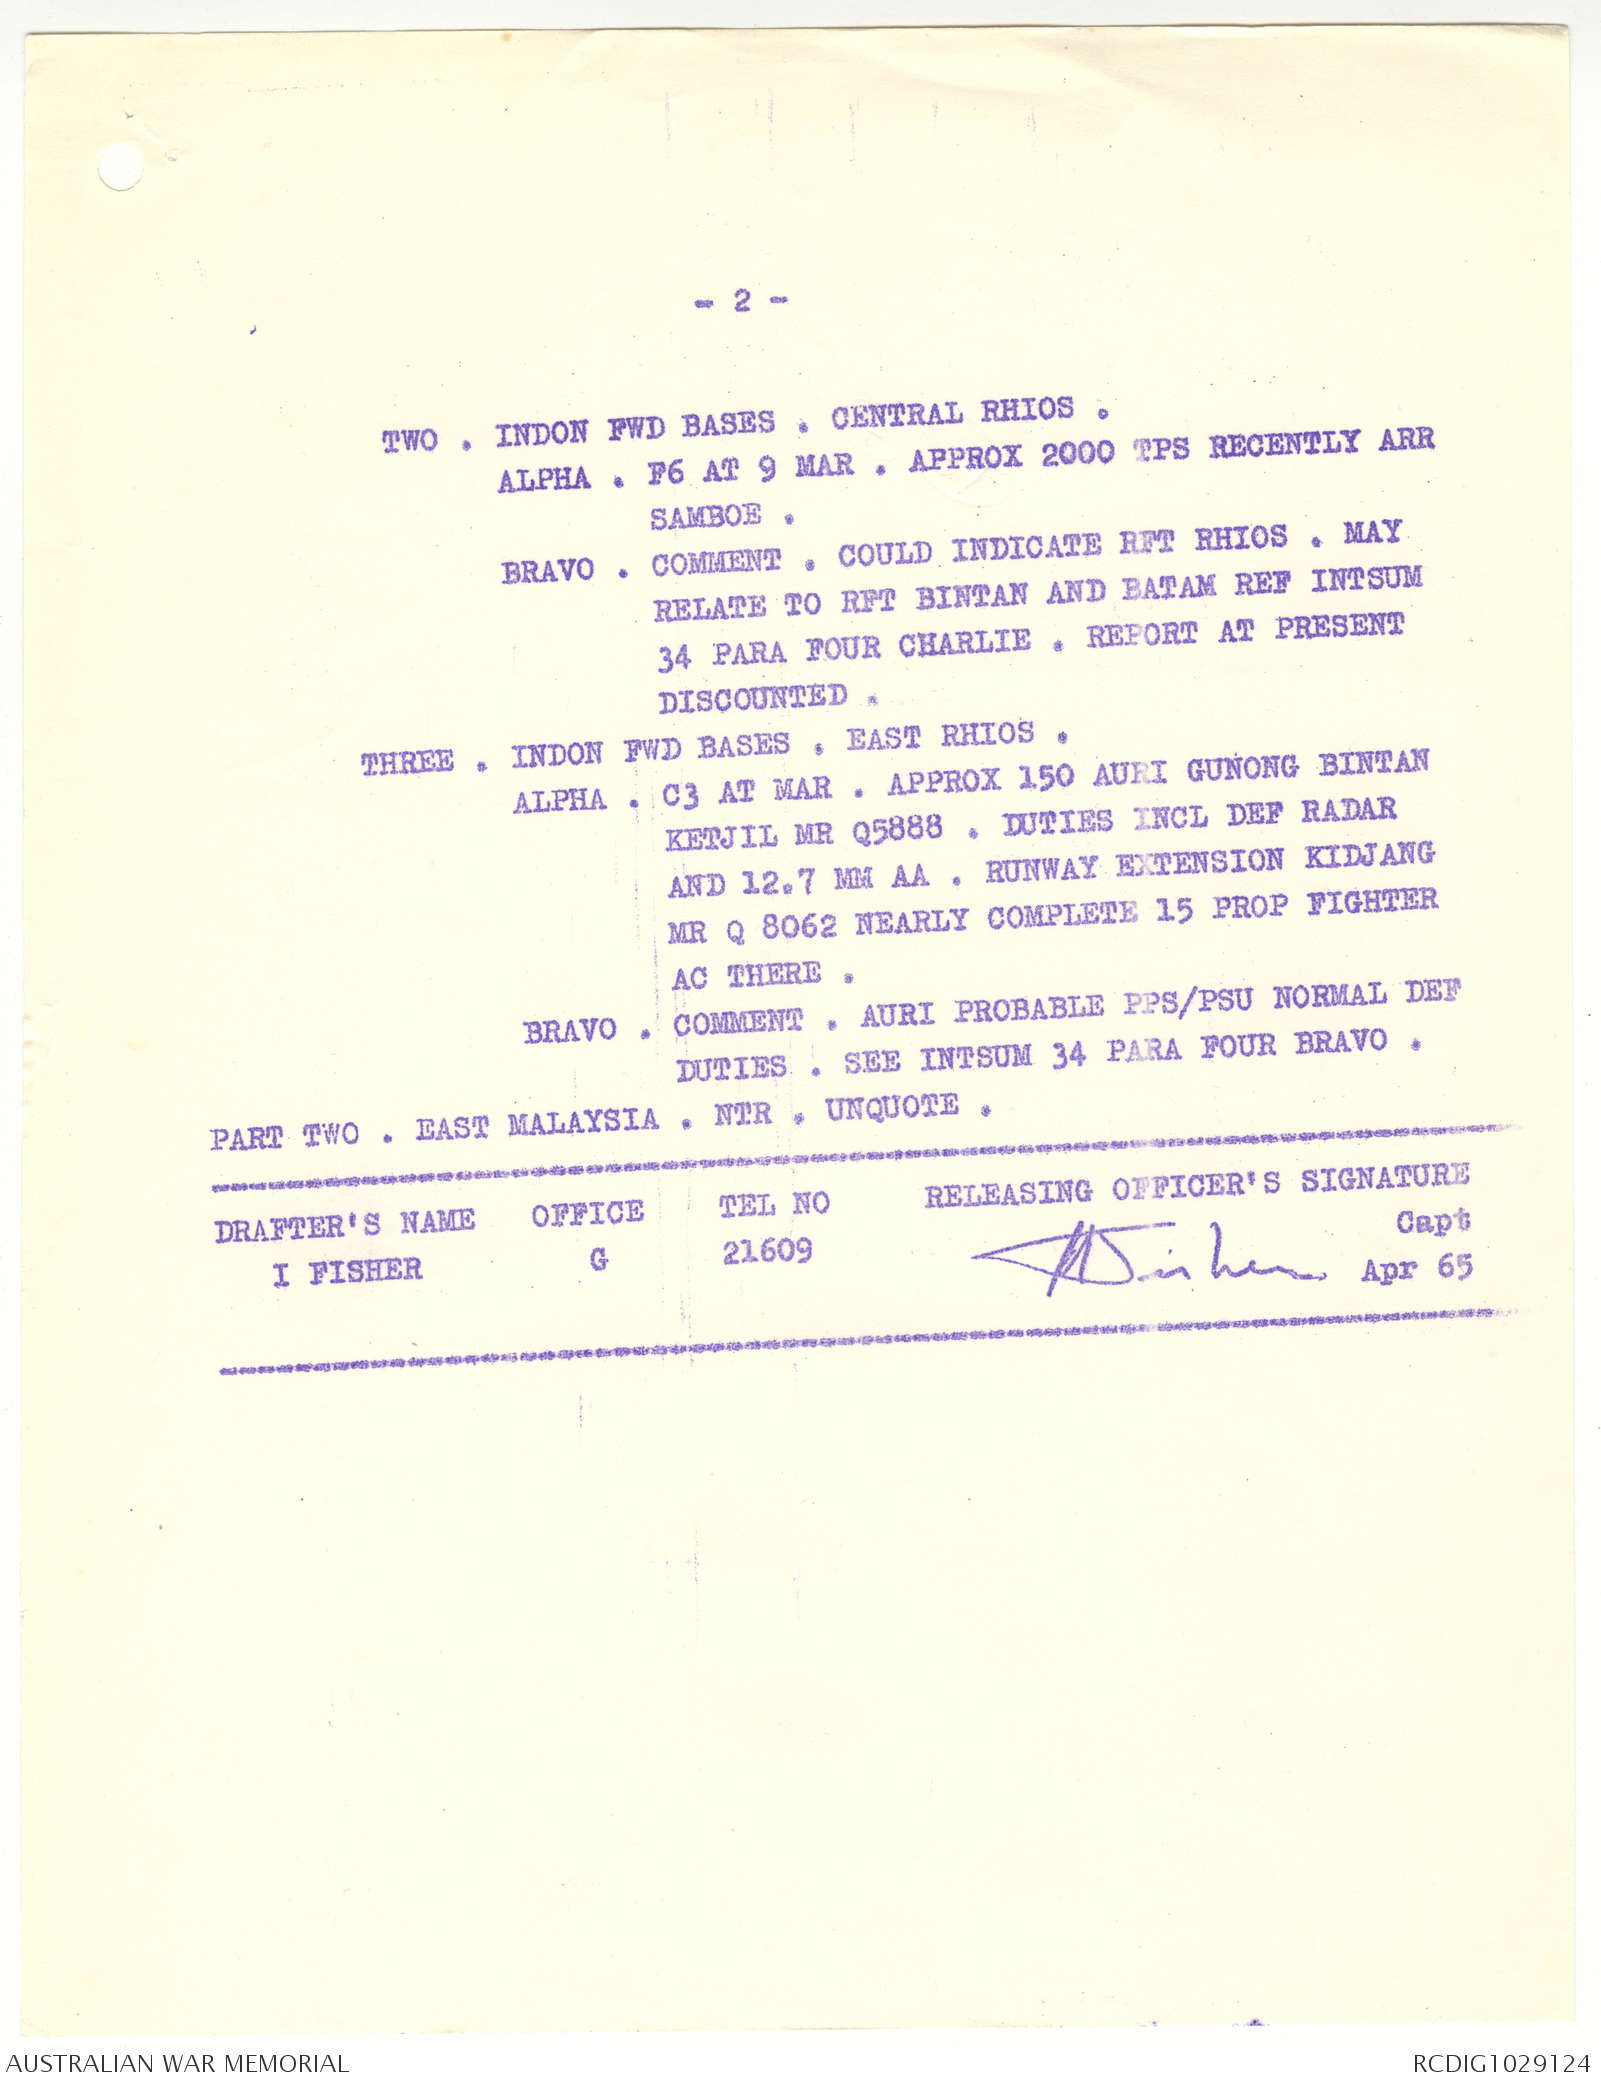 - 2 -
TWO . INDON FWD BASES . CENTRAL RHIOS .
ALPHA . F6 AT 9 MAR . APPROX 2000 TPS RECENTLY ARR
SAMBOE .
BRAVO . COMMENT . COULD INDICATE RFT RHIOS . MAY
RELATE TO RFT BINTAN AND BATAM REF INTSUM
34 PARA FOUR CHARLIE . REPORT AT PRESENT
DISCOUNTED .
THREE . INDON FWD BASES . EAST RHIOS .
ALPHA . C3 AT MAR . APPROX 150 AURI GUNONG BINTAN
KETJIL MR Q5888 . DUTIES INCL DEF RADAR
AND 12.7 MM AA . RUNWAY EXTENSION KIDJANG
MR Q 8062 NEARLY COMPLETE 15 PROP FIGHTER
AC THERE .
BRAVO . COMMENT . AURI PROBABLE PPS/PSU NORMAL DEF
DUTIES . SEE INTSUM 34 PARA FOUR BRAVO .
PART TWO . EAST MALAYSIA . NTR . UNQUOTE .
DRAFTER'S NAME OFFICE TEL NO RELEASING OFFICER'S SIGNATURE
I FISHER G 21609 Fisher Capt
Apr 65
AUSTRALIAN WAR MEMORIAL RCDIG1029124